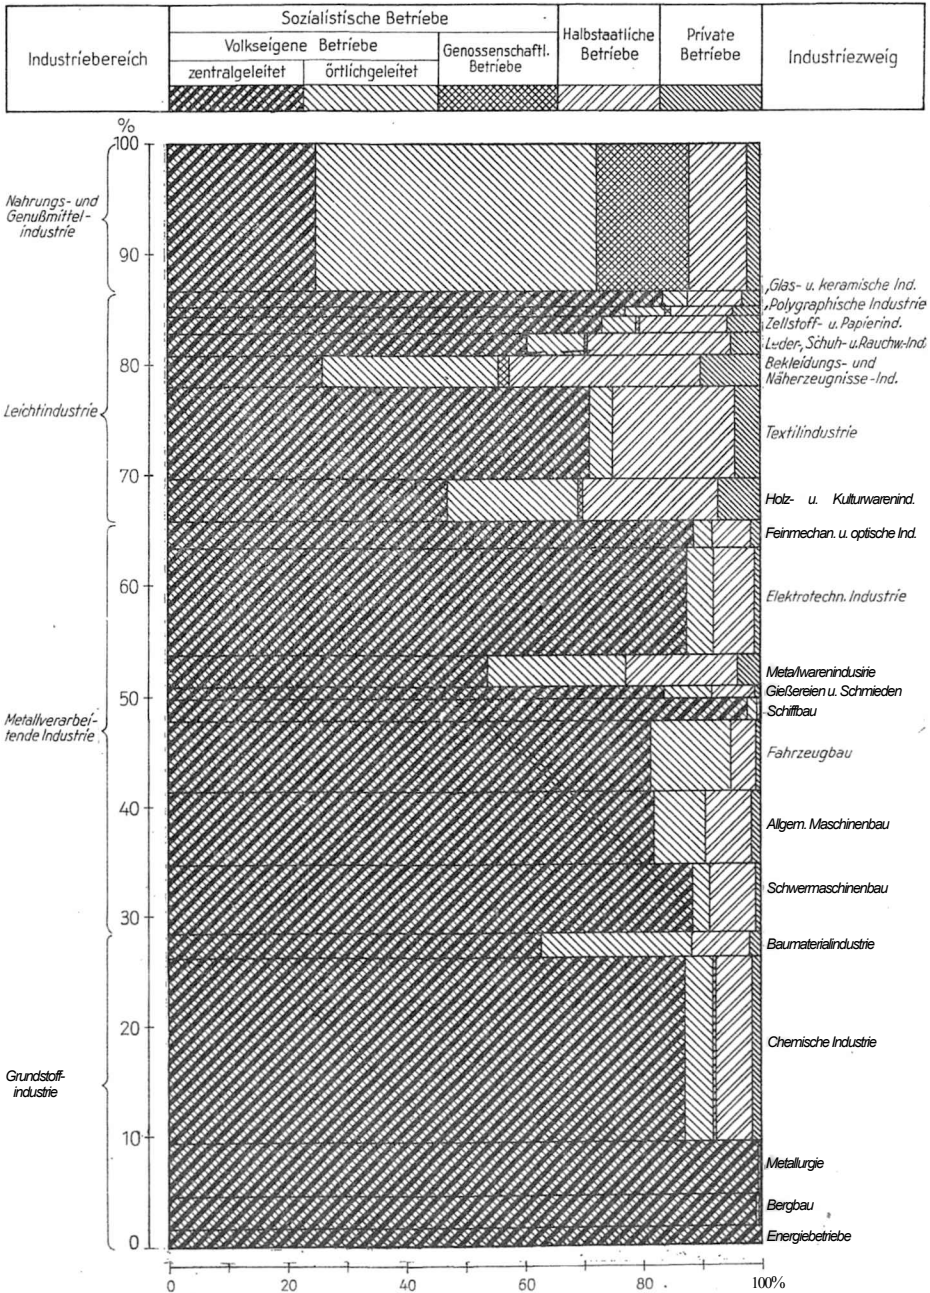 Industriebereich
Sozialistische Betriebe
Volkseigene Betriebe
zentralgeleitet
örtlichgeleitet
Genossenschaftl.
Betriebe
Halbstaatliche
Betriebe
Private
Betriebe
Industriezweig
%
100
90
80
70
60
50
40
30
20
10
0
Nahrungs- und
Genußmittel-
industrie
Leichtindustrie
Metallverarbei-
tende Industrie
Grundstoff-
industrie
Glas- u. keramische Ind.
Polygraphische Industrie
Zellstoff- u. Papierind.
Leder-, Schuh- u. Rauchw.-Ind
Bekleidungs- und
Näherzeugnisse-Ind.
Textilindustrie
Holz- u. Kulturwarenind.
Feinmechan. u. optische Ind.
Elektrotechn. Industrie
Meta/lwarenindusirie
Gießereien u. Schmieden
Schiffbau
Fahrzeugbau
Allgem. Maschinenbau
Schwermaschinenbau
Baumaterialindustrie
Chemische Industrie
Metallurgie
Bergbau
Energiebetriebe
0 20 40 60 80 100%